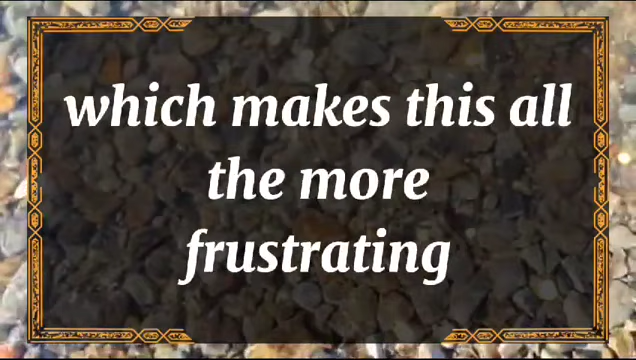 which makes this all
the more
frustrating